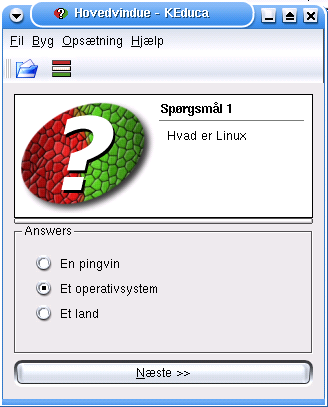 Hovedvindue - KEduca
Fil Byg Opsætning Hjælp
?
Spørgsmål 1
Hvad er Linux
Answers
En pingvin
Et operativsystem
Et land
Næste >>